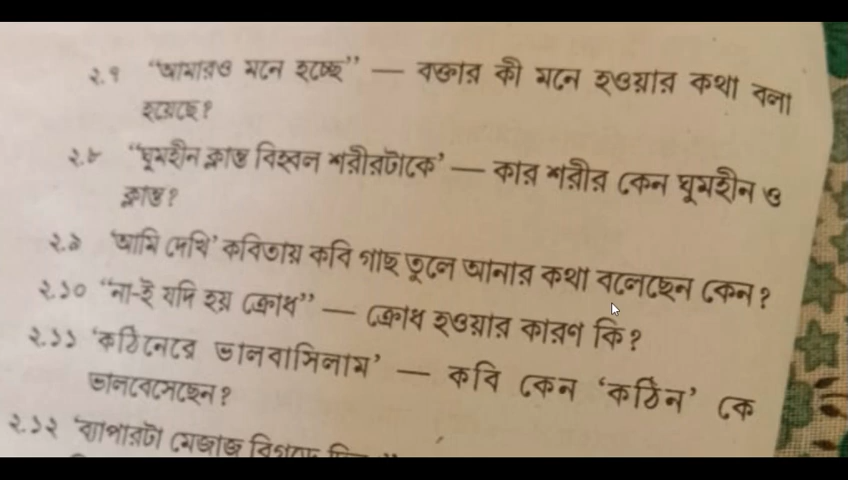 ২.৭ “আমারও মনে হচ্ছে” — বক্তার কী মনে হওয়ার কথা বলা
হয়েছে?
২.৮ “ঘুমহীন ক্লান্ত বিহ্বল শরীরটাকে’ — কার শরীর কেন ঘুমহীন ও
ক্লান্ত?
২.৯ ‘আমি দেখি’ কবিতায় কবি গাছ তুলে আনার কথা বলেছেন কেন?
২.১০ “না-ই যদি হয় ক্রোধ” — ক্রোধ হওয়ার কারণ কি?
২.১১ ‘কঠিনেরে ভালবাসিলাম’ — কবি কেন ‘কঠিন’ কে
ভালবেসেছেন?
২.১২ ‘ব্যাপারটা মেজাজ